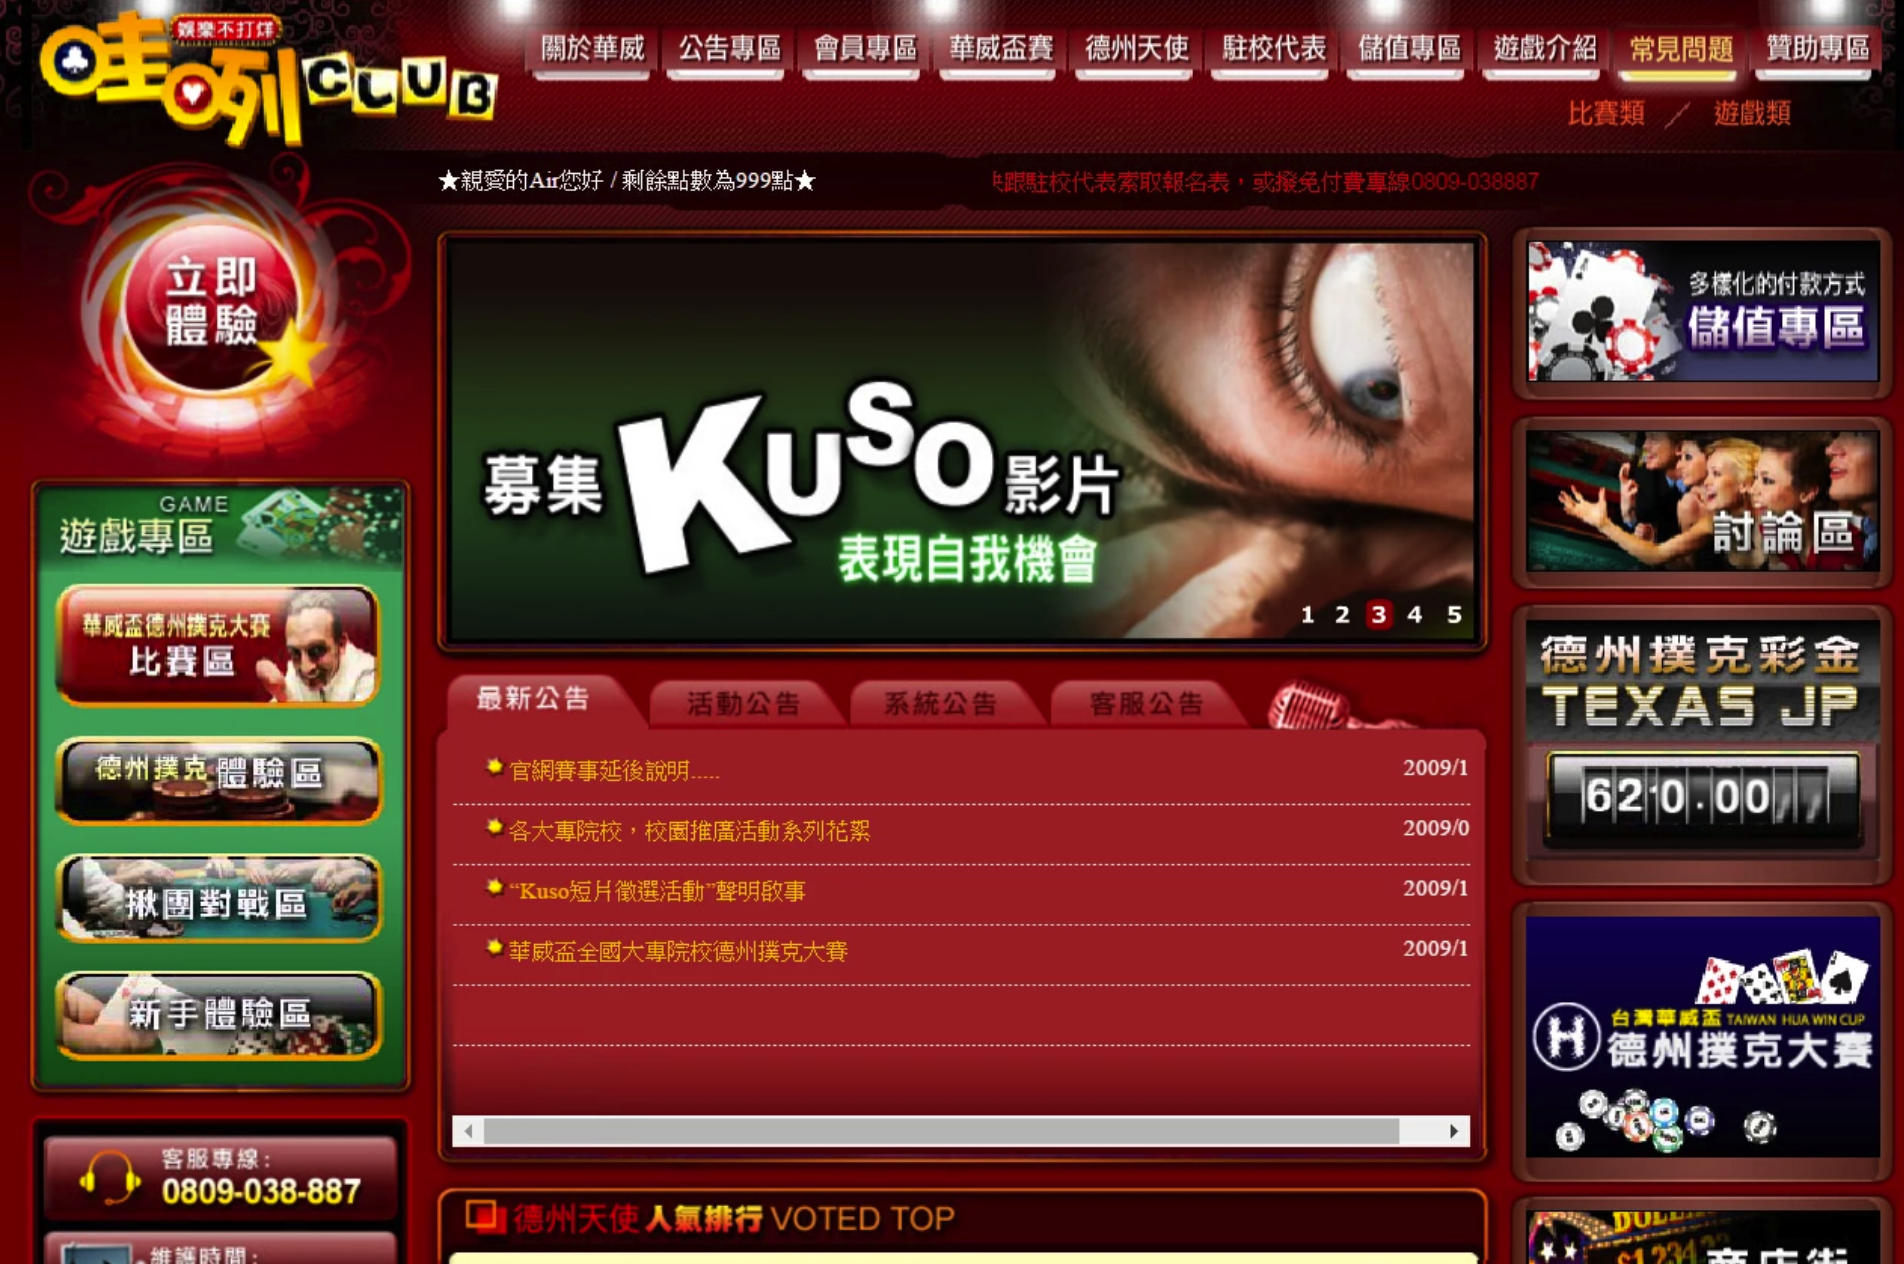 娛樂不打烊
哇咧CLUB
關於華威 公告專區 會員專區 華威盃賽 德州天使 駐校代表 儲值專區 遊戲介紹 常見問題 贊助專區
比賽類 ／ 遊戲類
★親愛的Air您好 / 剩餘點數為999點★
跟駐校代表索取報名表，或撥免付費專線0809-038887
立即
體驗
GAME
遊戲專區
華威盃德州撲克大賽
比賽區
德州撲克 體驗區
揪團對戰區
新手體驗區
客服專線:
0809-038-887
維護時間:
募集 KUSO 影片
表現自我機會
1 2 3 4 5
最新公告 活動公告 系統公告 客服公告
官網賽事延後說明..... 2009/1
各大專院校，校園推廣活動系列花絮 2009/0
“Kuso短片徵選活動”聲明啟事 2009/1
華威盃全國大專院校德州撲克大賽 2009/1
德州天使 人氣排行 VOTED TOP
多樣化的付款方式
儲值專區
討論區
德州撲克彩金
TEXAS JP
台灣華威盃 TAIWAN HUA WIN CUP
H 德州撲克大賽
商店街